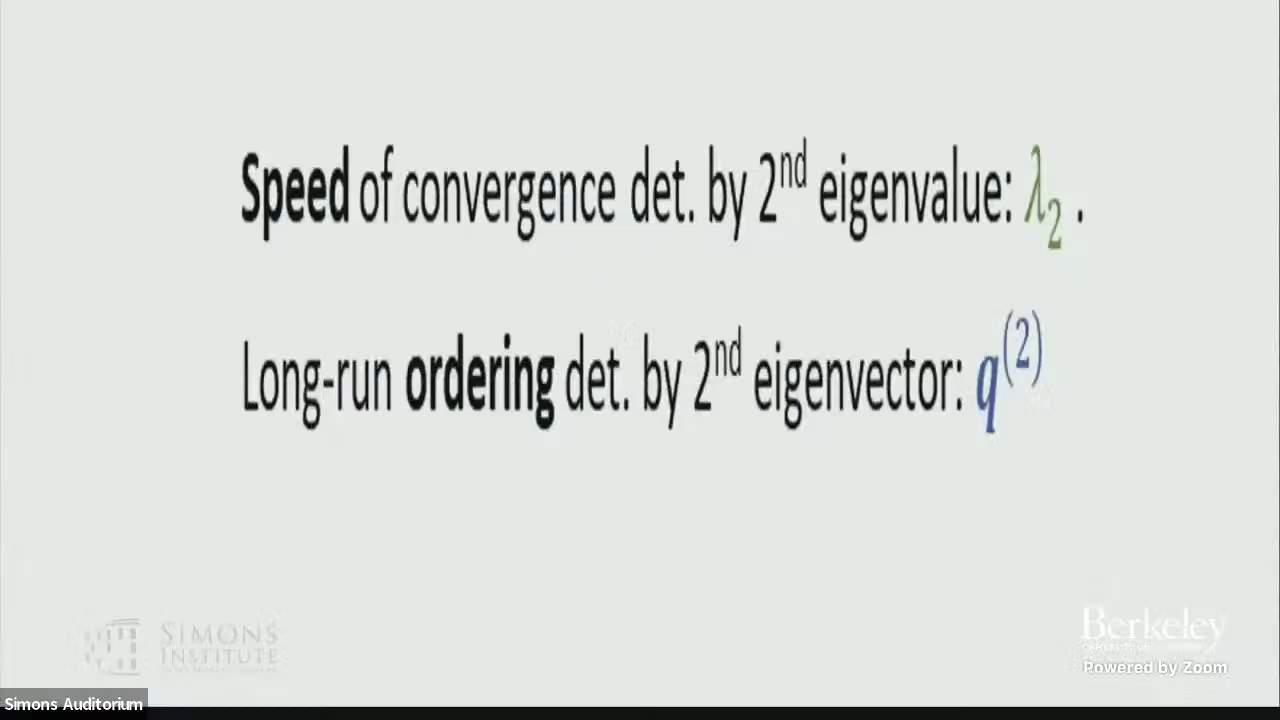 Speed of convergence det. by 2nd eigenvalue: λ2 .
Long-run ordering det. by 2nd eigenvector: q(2)
SIMONS
INSTITUTE
Berkeley
Powered by Zoom
Simons Auditorium